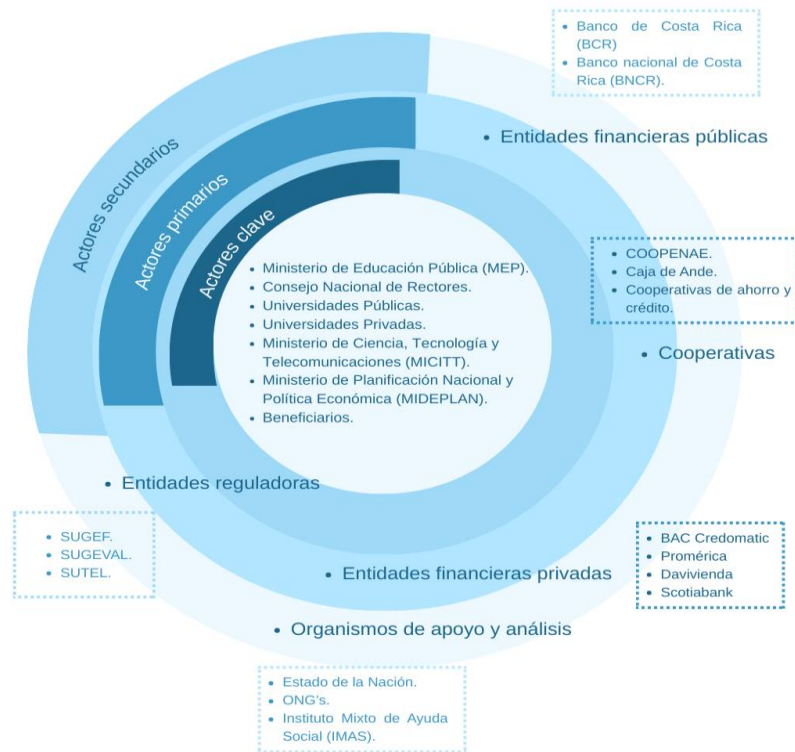 • Banco de Costa Rica
(BCR)
• Banco nacional de Costa
Rica (BNCR).
• Entidades financieras públicas
Actores secundarios
Actores primarios
Actores clave
• COOPENAE.
• Caja de Ande.
• Cooperativas de ahorro y
crédito.
• Cooperativas
• Ministerio de Educación Pública (MEP).
• Consejo Nacional de Rectores.
• Universidades Públicas.
• Universidades Privadas.
• Ministerio de Ciencia, Tecnología y
Telecomunicaciones (MICITT).
• Ministerio de Planificación Nacional y
Política Económica (MIDEPLAN).
• Beneficiarios.
• Entidades reguladoras
• SUGEF.
• SUGEVAL.
• SUTEL.
• BAC Credomatic
• Promérica
• Davivienda
• Scotiabank
• Entidades financieras privadas
• Organismos de apoyo y análisis
• Estado de la Nación.
• ONG's.
• Instituto Mixto de Ayuda
Social (IMAS).